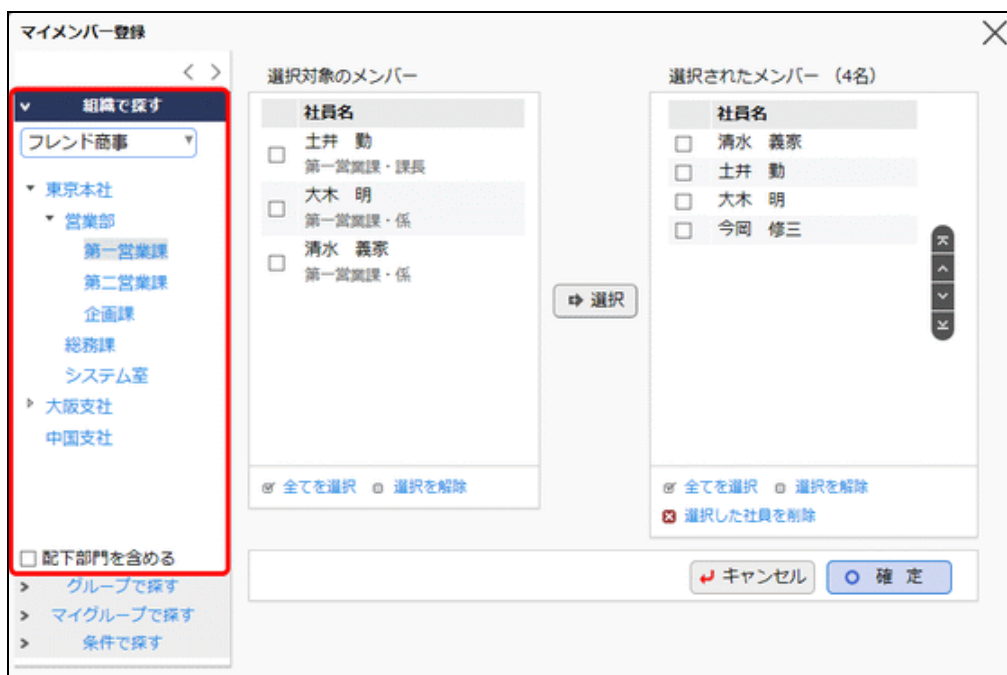 マイメンバー登録
組織で探す
フレンド商事
東京本社
営業部
第一営業課
第二営業課
企画課
総務課
システム室
大阪支社
中国支社
配下部門を含める
グループで探す
マイグループで探す
条件で探す
選択対象のメンバー
社員名
土井 勤
第一営業課・課長
大木 明
第一営業課・係
清水 義家
第一営業課・係
全てを選択 選択を解除
選択
選択されたメンバー （4名）
社員名
清水 義家
土井 勤
大木 明
今岡 修三
全てを選択 選択を解除
選択した社員を削除
キャンセル 確 定